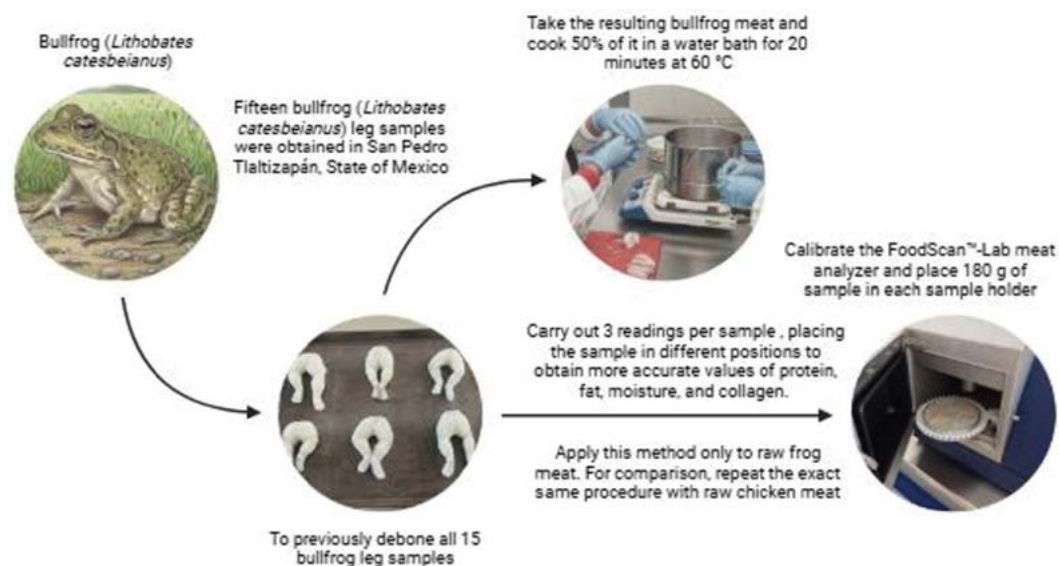 Bullfrog (Lithobates
catesbeianus)
Fifteen bullfrog (Lithobates
catesbeianus) leg samples
were obtained in San Pedro
Tlaltizapán, State of Mexico
Take the resulting bullfrog meat and
cook 50% of it in a water bath for 20
minutes at 60 °C
Calibrate the FoodScan™-Lab meat
analyzer and place 180 g of
sample in each sample holder
Carry out 3 readings per sample , placing
the sample in different positions to
obtain more accurate values of protein,
fat, moisture, and collagen.
Apply this method only to raw frog
meat. For comparison, repeat the exact
same procedure with raw chicken meat
To previously debone all 15
bullfrog leg samples